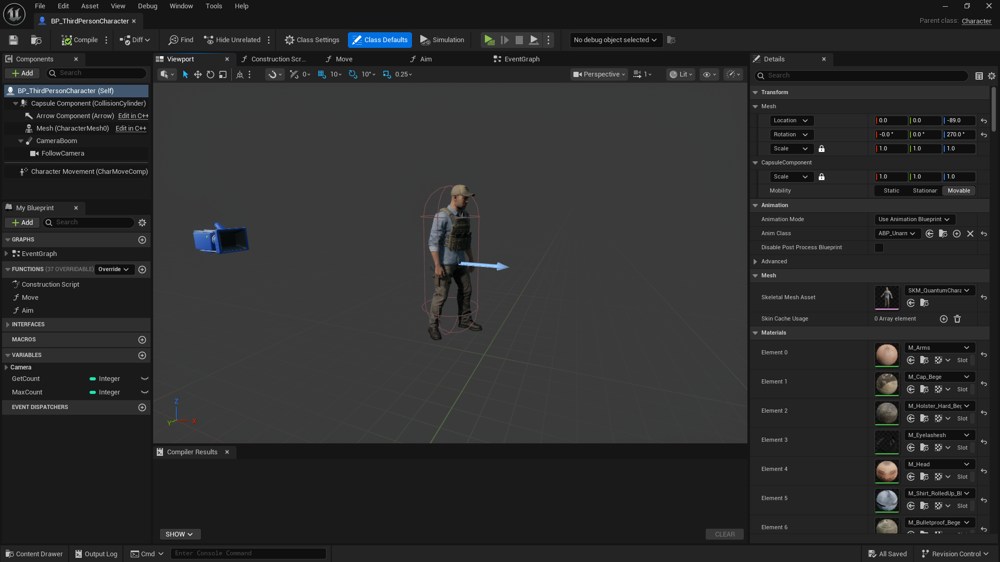 File Edit Asset View Debug Window Tools Help
BP_ThirdPersonCharacter
Parent class: Character
Compile Diff Find Hide Unrelated Class Settings Class Defaults Simulation No debug object selected
Components
Add Search
BP_ThirdPersonCharacter (Self)
Capsule Component (CollisionCylinder)
Arrow Component (Arrow) Edit in C++
Mesh (CharacterMesh0) Edit in C++
CameraBoom
FollowCamera
Character Movement (CharMoveComp)
My Blueprint
Add Search
GRAPHS
EventGraph
FUNCTIONS (37 OVERRIDABLE) Override
Construction Script
Move
Aim
INTERFACES
MACROS
VARIABLES
Camera
GetCount Integer
MaxCount Integer
EVENT DISPATCHERS
Viewport Construction Scr... Move Aim EventGraph
0 10 10° 0.25 Perspective 1 Lit
Z
Y X
Compiler Results
SHOW CLEAR
Details
Search
Transform
Mesh
Location 0.0 0.0 -89.0
Rotation -0.0 ° 0.0 ° 270.0 °
Scale 1.0 1.0 1.0
CapsuleComponent
Scale 1.0 1.0 1.0
Mobility Static Stationar Movable
Animation
Animation Mode Use Animation Blueprint
Anim Class ABP_Unarn
Disable Post Process Blueprint
Advanced
Mesh
Skeletal Mesh Asset SKM_QuantumChara
Skin Cache Usage 0 Array element
Materials
Element 0 M_Arms
Slot
Element 1 M_Cap_Bege
Slot
Element 2 M_Holster_Hard_Beg
Slot
Element 3 M_Eyelashesh
Slot
Element 4 M_Head
Slot
Element 5 M_Shirt_RolledUp_Bl
Slot
Element 6 M_Bulletproof_Bege
Content Drawer Output Log Cmd Enter Console Command All Saved Revision Control